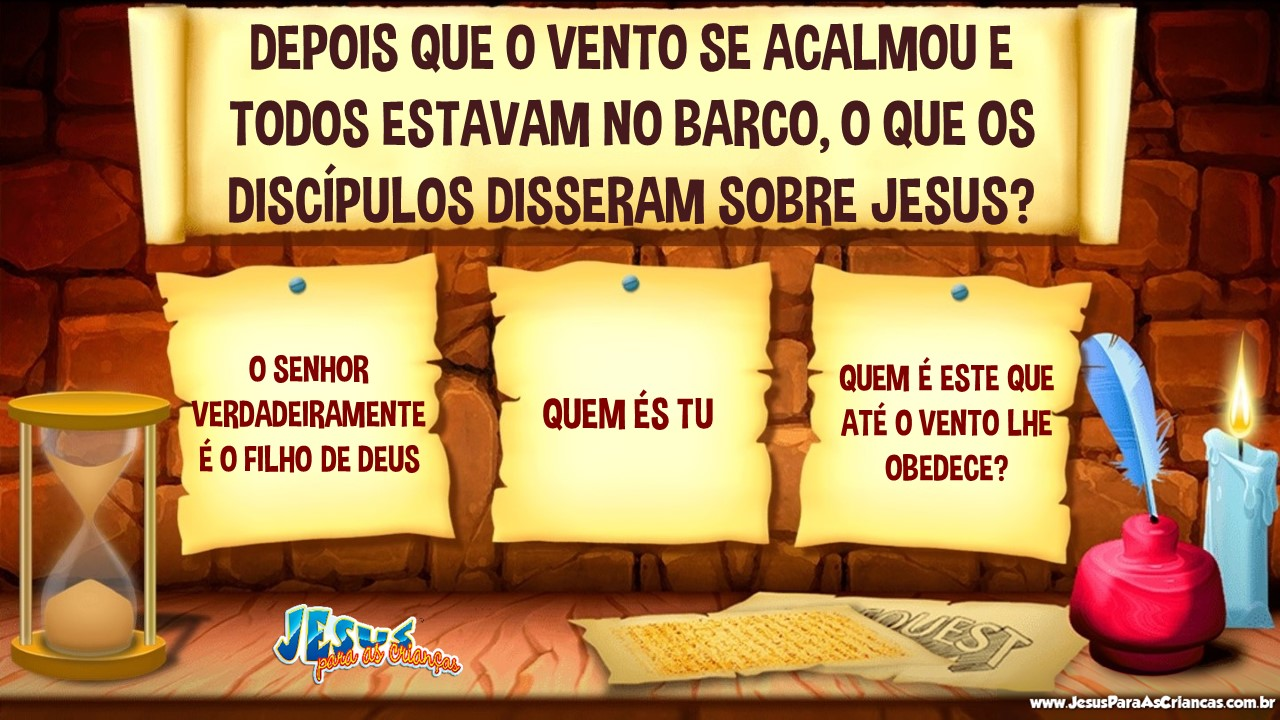 DEPOIS QUE O VENTO SE ACALMOU E
TODOS ESTAVAM NO BARCO, O QUE OS
DISCÍPULOS DISSERAM SOBRE JESUS?
O SENHOR
VERDADEIRAMENTE
É O FILHO DE DEUS
QUEM ÉS TU
QUEM É ESTE QUE
ATÉ O VENTO LHE
OBEDECE?
JESUS
para as crianças
QUEST
www.JesusParaAsCriancas.com.br